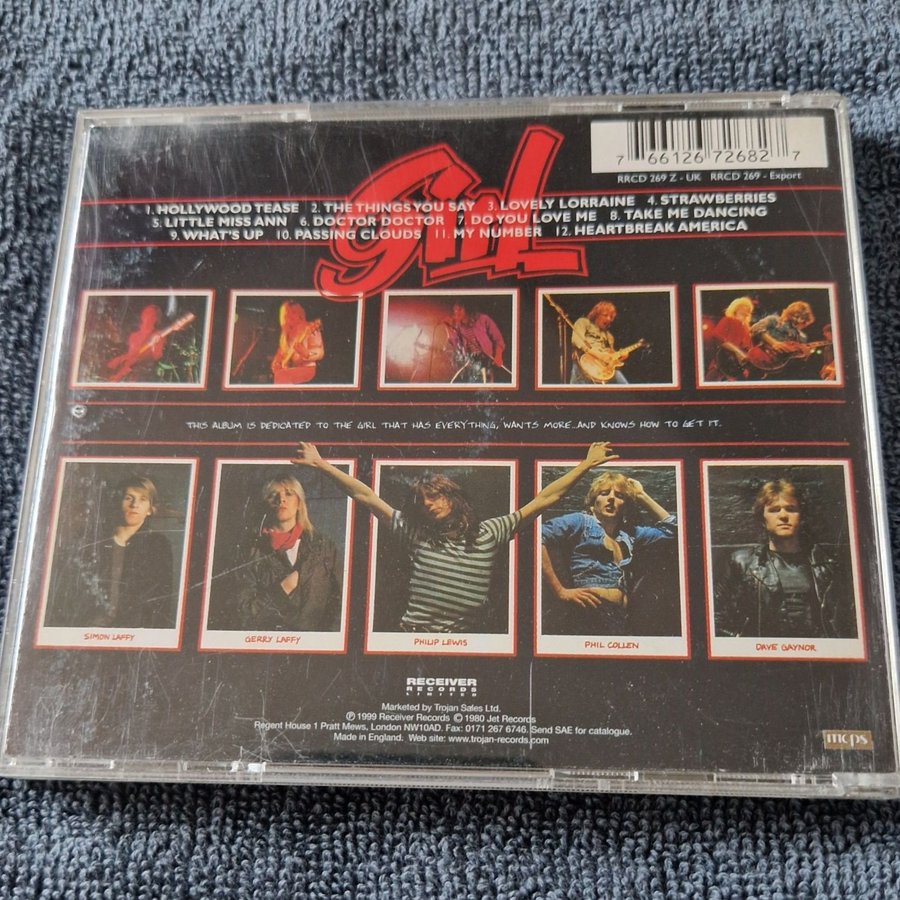 Girl
7 66126 72682 7
RRCD 269 Z - UK RRCD 269 - Export
1. HOLLYWOOD TEASE 2. THE THINGS YOU SAY 3. LOVELY LORRAINE 4. STRAWBERRIES
5. LITTLE MISS ANN 6. DOCTOR DOCTOR 7. DO YOU LOVE ME 8. TAKE ME DANCING
9. WHAT'S UP 10. PASSING CLOUDS 11. MY NUMBER 12. HEARTBREAK AMERICA
THIS ALBUM IS DEDICATED TO THE GIRL THAT HAS EVERYTHING, WANTS MORE..AND KNOWS HOW TO GET IT.
SIMON LAFFY
GERRY LAFFY
PHILIP LEWIS
PHIL COLLEN
DAVE GAYNOR
RECEIVER
RECORDS
LIMITED
Marketed by Trojan Sales Ltd.
℗ 1999 Receiver Records © 1980 Jet Records
Regent House 1 Pratt Mews, London NW10AD. Fax: 0171 267 6746. Send SAE for catalogue.
Made in England. Web site: www.trojan-records.com
mcps